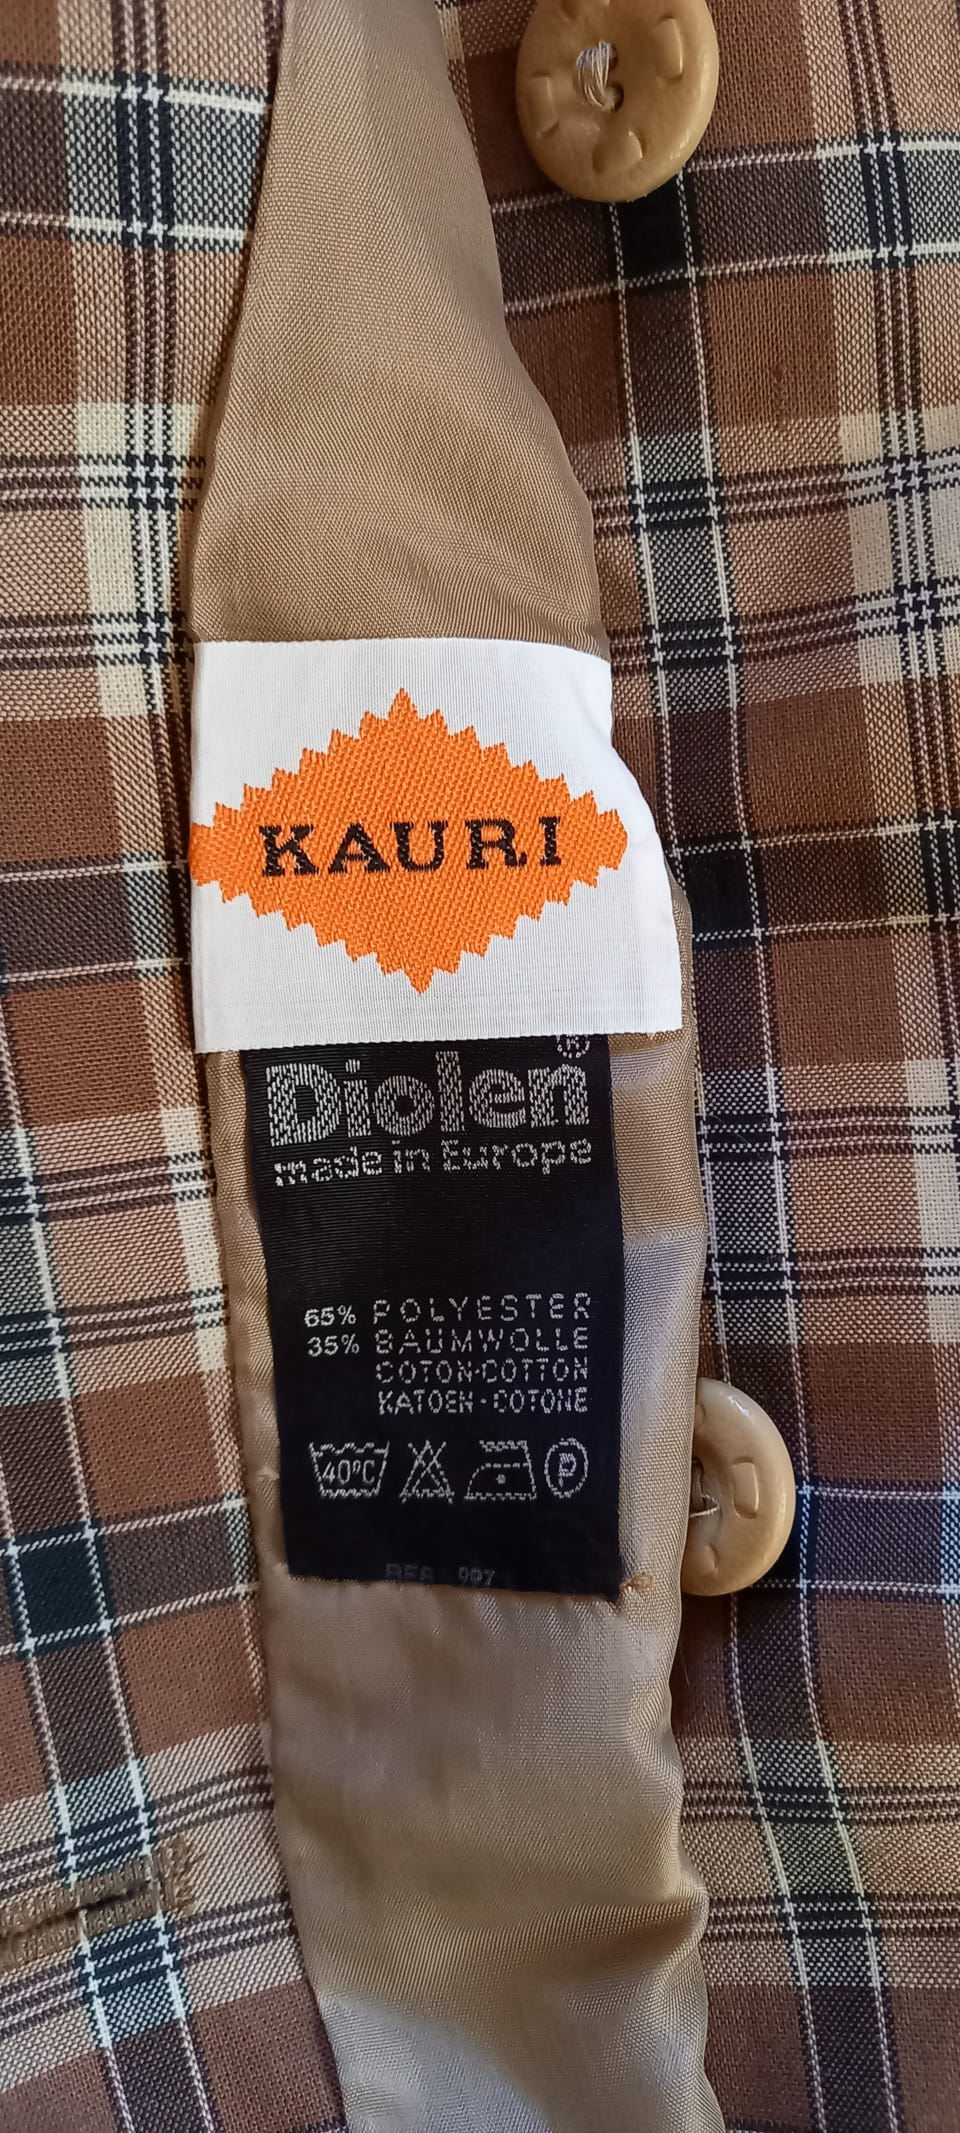 KAURI
Diolen®
made in Europe
65% POLYESTER
35% BAUMWOLLE
COTON-COTTON
KATOEN-COTONE
40°C
P